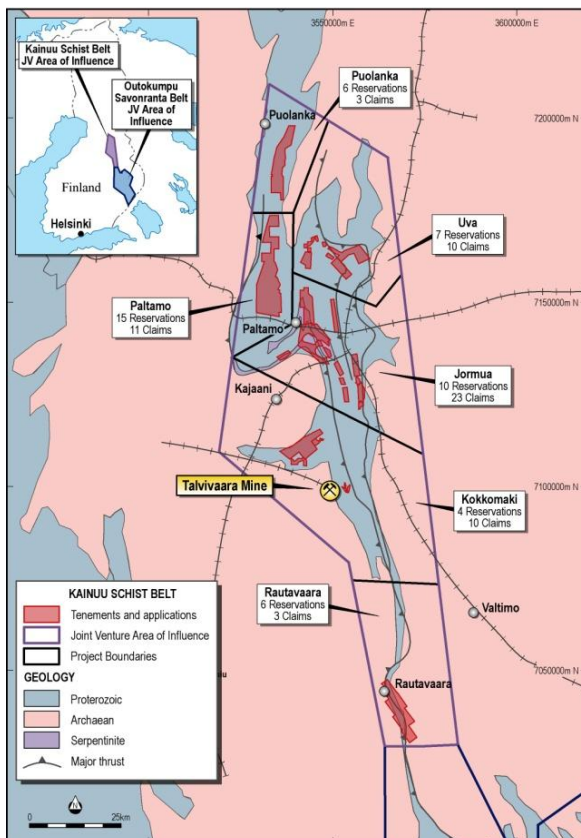 3550000m E
3600000m E
Kainuu Schist Belt
JV Area of Influence
Outokumpu
Savonranta Belt
JV Area of
Influence
Finland
Helsinki
Puolanka
6 Reservations
3 Claims
Puolanka
7200000m N
Uva
7 Reservations
10 Claims
Paltamo
15 Reservations
11 Claims
7150000m N
Paltamo
Jormua
10 Reservations
23 Claims
Kajaani
Talvivaara Mine
7100000m N
Kokkomaki
4 Reservations
10 Claims
Rautavaara
6 Reservations
3 Claims
Valtimo
Rautavaara
7050000m N
KAINUU SCHIST BELT
Tenements and applications
Joint Venture Area of Influence
Project Boundaries
GEOLOGY
Proterozoic
Archaean
Serpentinite
Major thrust
N
0
25km